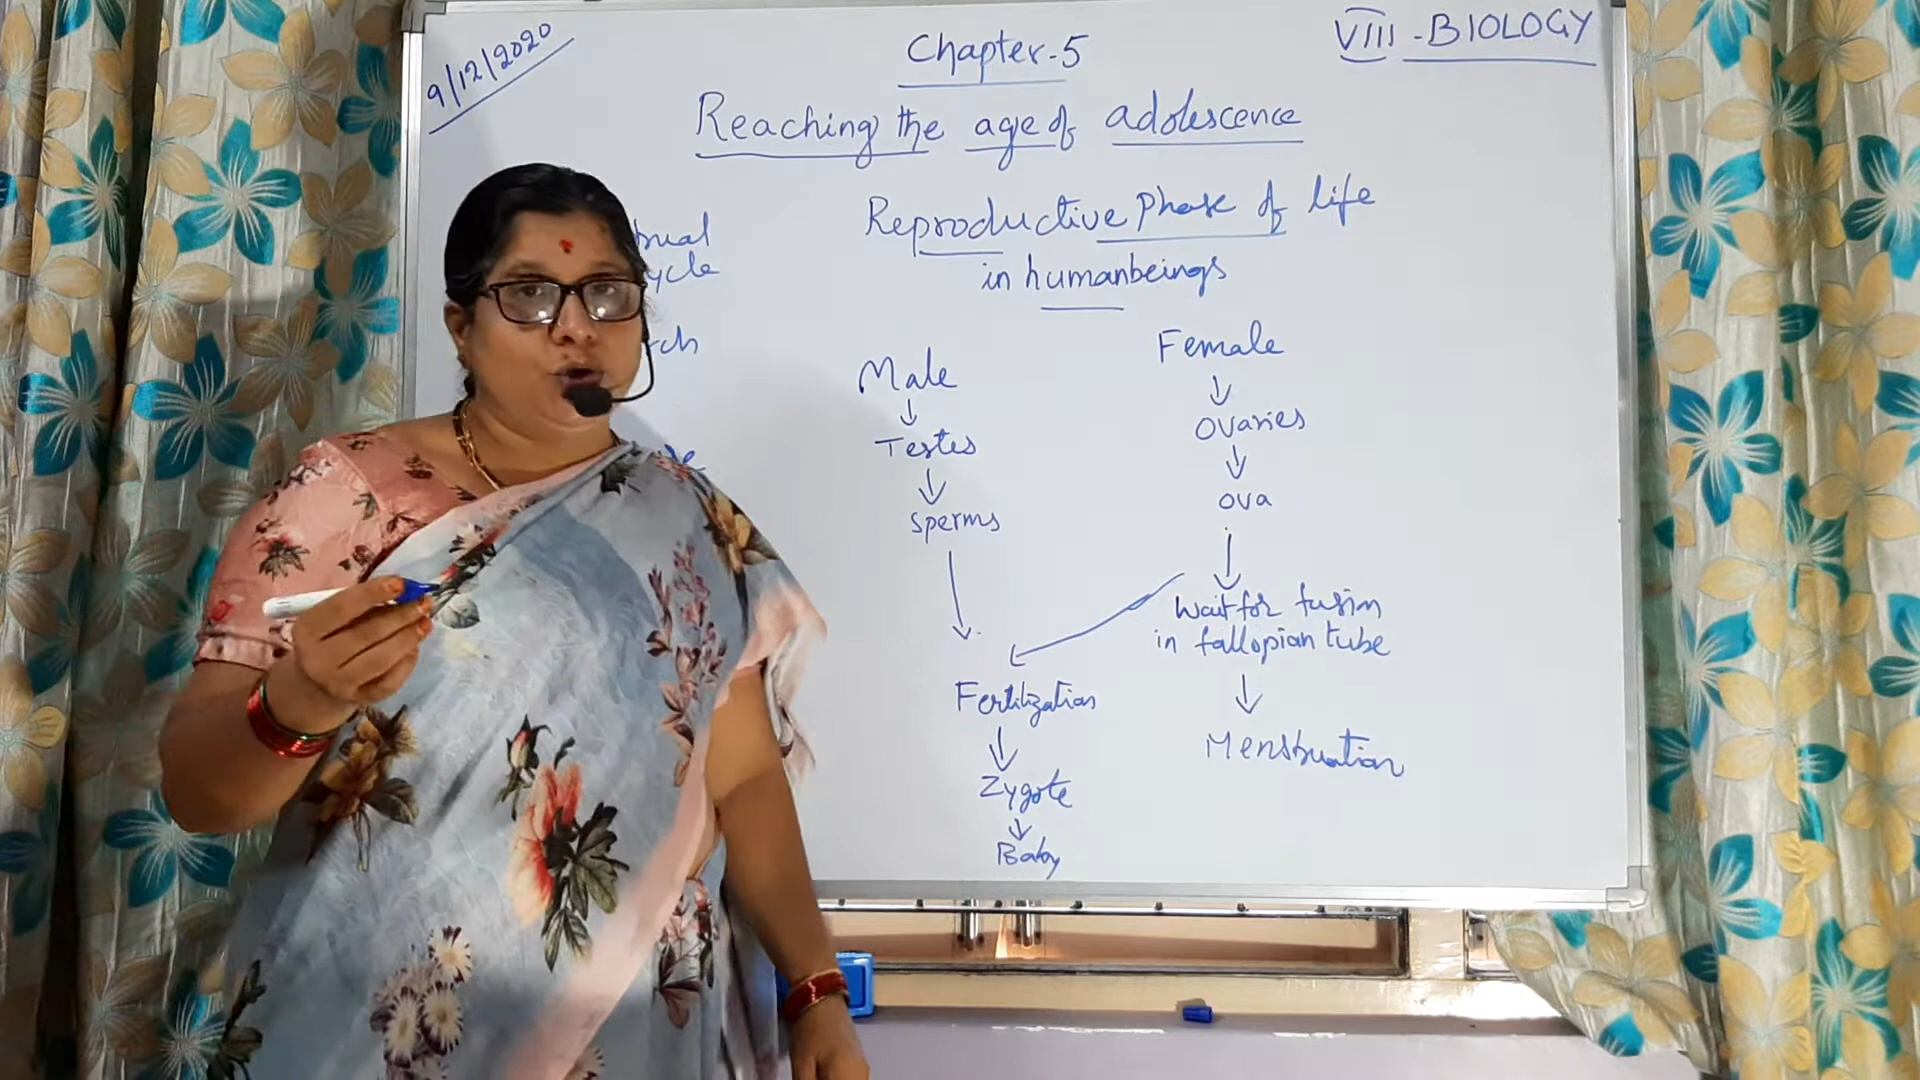 9/12/2020
Chapter-5
VIII - BIOLOGY
Reaching the age of adolescence
Reproductive Phase of life
in humanbeings
Male
Testes
Sperms
Female
Ovaries
Ova
Wait for fusion
in fallopian tube
Menstruation
Fertilization
Zygote
Baby